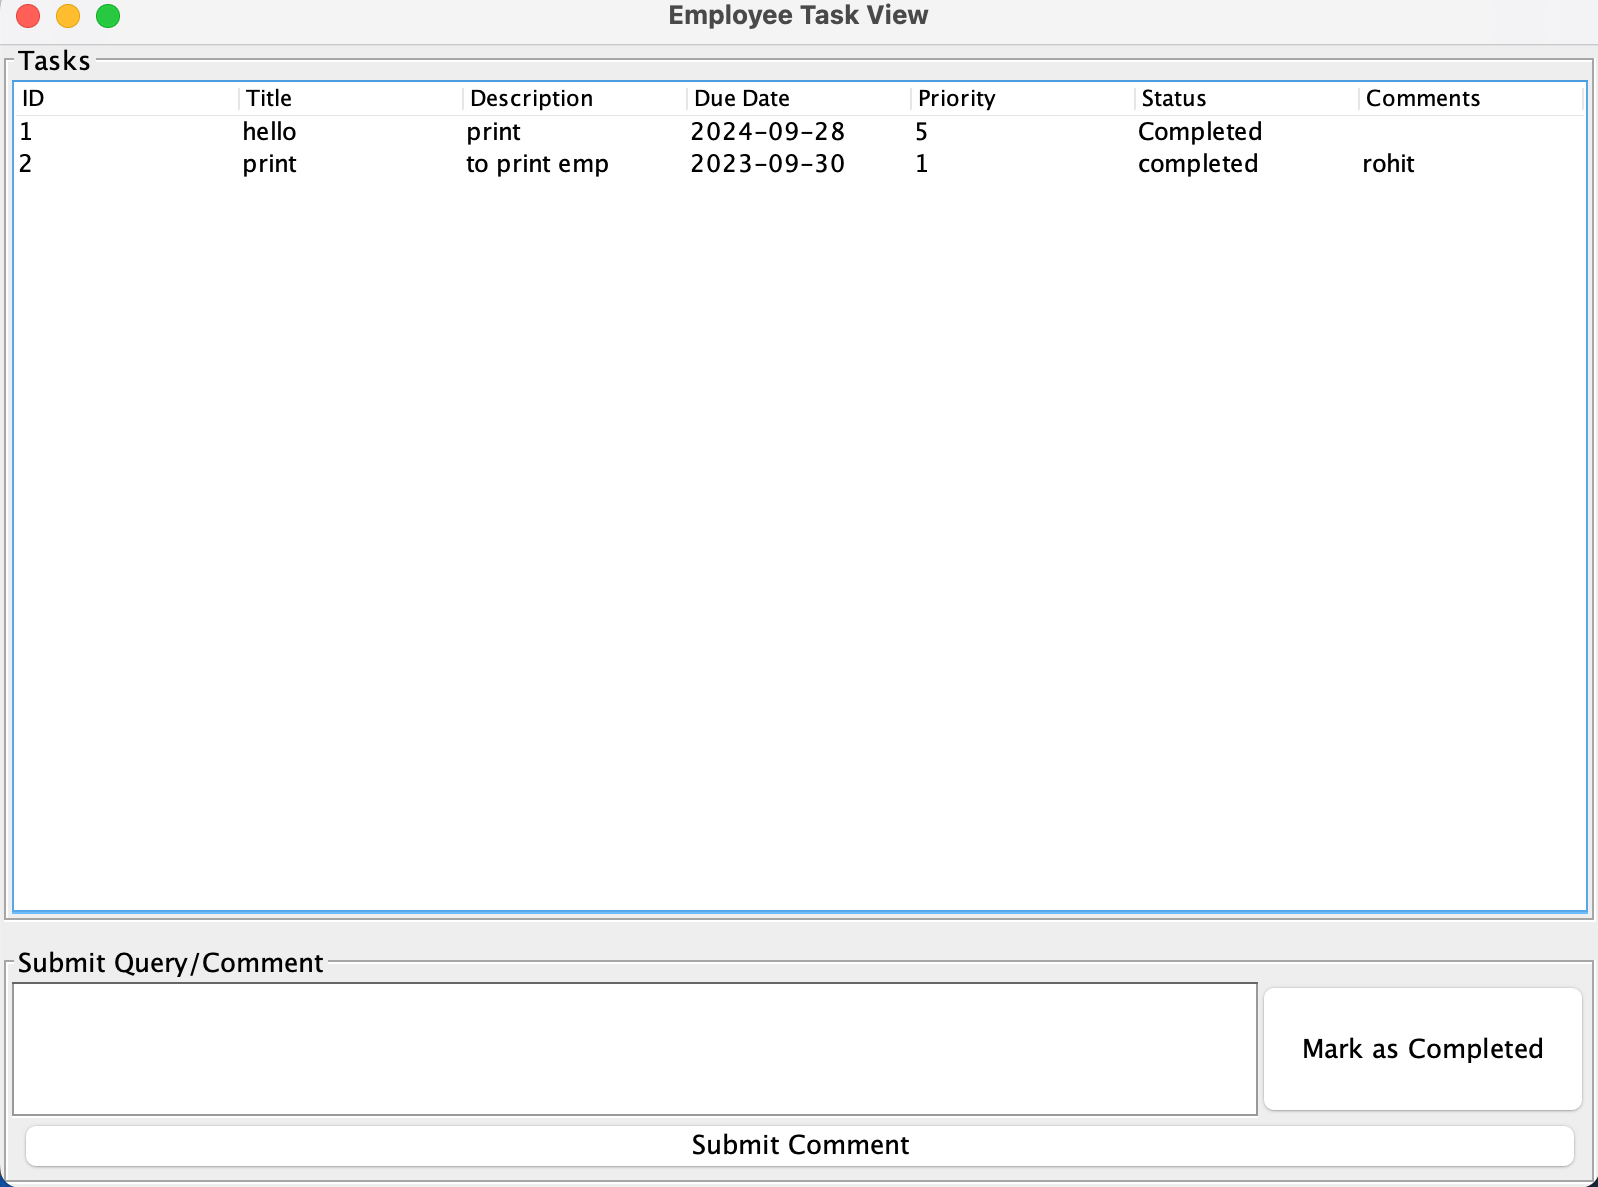 Employee Task View
Tasks
ID Title Description Due Date Priority Status Comments
1 hello print 2024-09-28 5 Completed
2 print to print emp 2023-09-30 1 completed rohit
Submit Query/Comment
Mark as Completed
Submit Comment